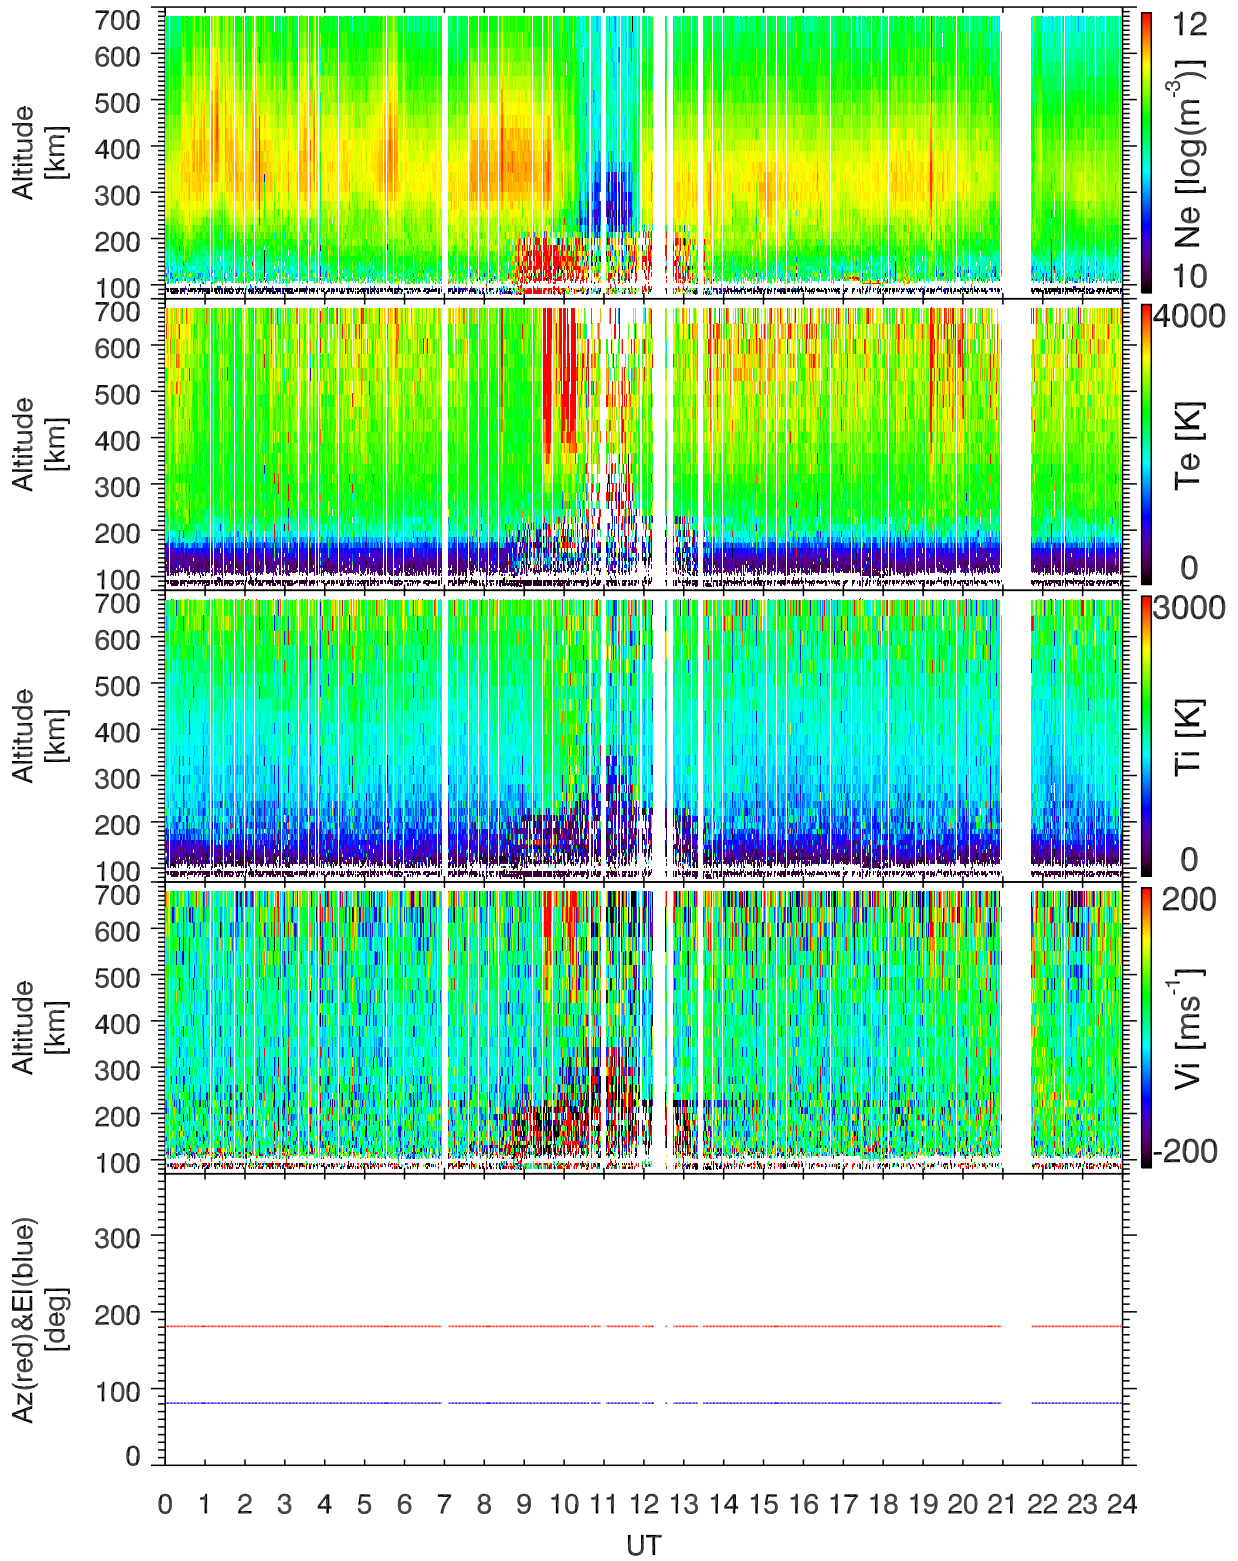 700
600
500
400
300
200
100
Altitude
[km]
12
10
Ne [log(m⁻³)]
700
600
500
400
300
200
100
Altitude
[km]
4000
0
Te [K]
700
600
500
400
300
200
100
Altitude
[km]
3000
0
Ti [K]
700
600
500
400
300
200
100
Altitude
[km]
200
-200
Vi [ms⁻¹]
300
200
100
0
Az(red)&El(blue)
[deg]
0 1 2 3 4 5 6 7 8 9 10 11 12 13 14 15 16 17 18 19 20 21 22 23 24
UT